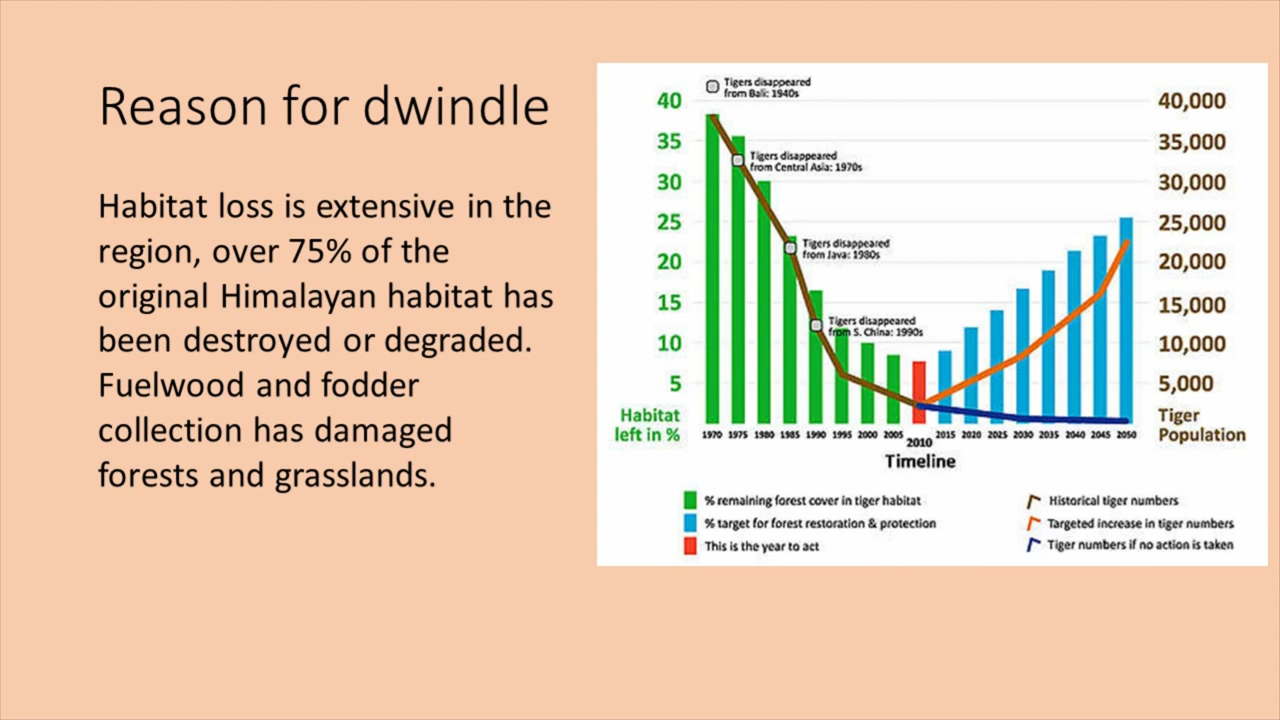 Reason for dwindle
Habitat loss is extensive in the
region, over 75% of the
original Himalayan habitat has
been destroyed or degraded.
Fuelwood and fodder
collection has damaged
forests and grasslands.
Tigers disappeared
from Bali: 1940s
Tigers disappeared
from Central Asia: 1970s
Tigers disappeared
from Java: 1980s
Tigers disappeared
from S. China: 1990s
40
35
30
25
20
15
10
5
Habitat
left in %
40,000
35,000
30,000
25,000
20,000
15,000
10,000
5,000
Tiger
Population
1970 1975 1980 1985 1990 1995 2000 2005 2010 2015 2020 2025 2030 2035 2040 2045 2050
Timeline
% remaining forest cover in tiger habitat
% target for forest restoration & protection
This is the year to act
Historical tiger numbers
Targeted increase in tiger numbers
Tiger numbers if no action is taken